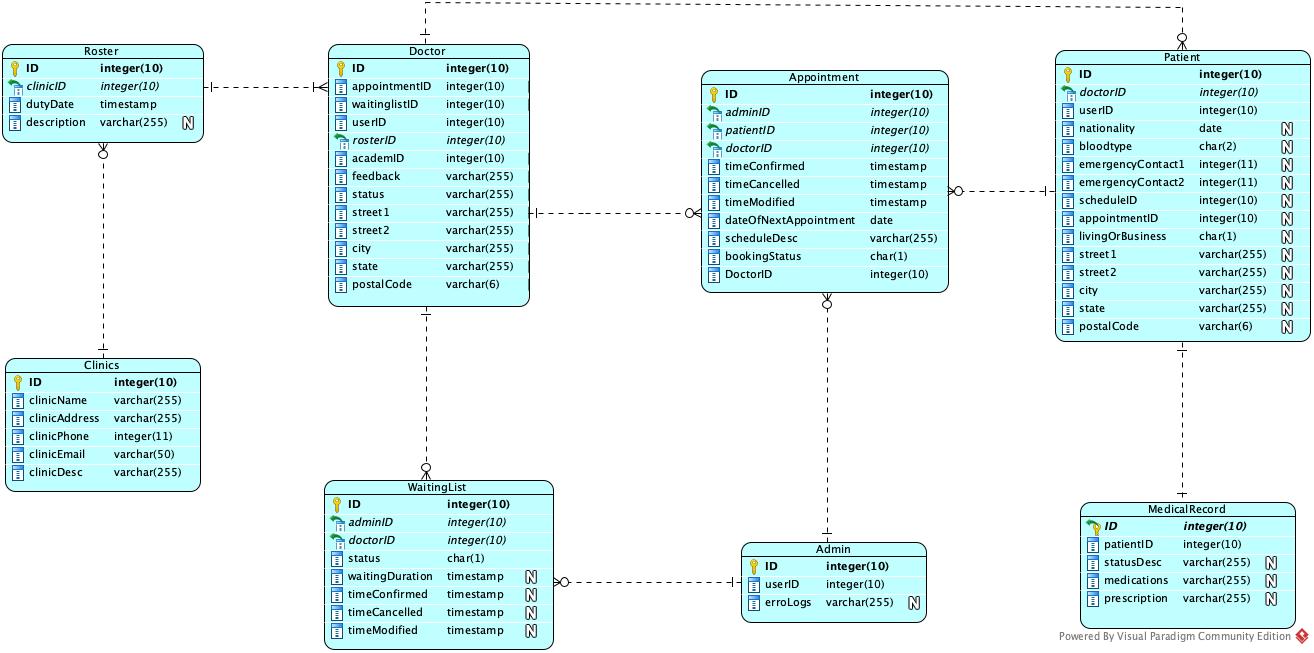 Roster
ID integer(10)
clinicID integer(10)
dutyDate timestamp
description varchar(255) N
Doctor
ID integer(10)
appointmentID integer(10)
waitinglistID integer(10)
userID integer(10)
rosterID integer(10)
academID integer(10)
feedback varchar(255)
status varchar(255)
street1 varchar(255)
street2 varchar(255)
city varchar(255)
state varchar(255)
postalCode varchar(6)
Appointment
ID integer(10)
adminID integer(10)
patientID integer(10)
doctorID integer(10)
timeConfirmed timestamp
timeCancelled timestamp
timeModified timestamp
dateOfNextAppointment date
scheduleDesc varchar(255)
bookingStatus char(1)
DoctorID integer(10)
Patient
ID integer(10)
doctorID integer(10)
userID integer(10)
nationality date N
bloodtype char(2) N
emergencyContact1 integer(11) N
emergencyContact2 integer(11) N
scheduleID integer(10) N
appointmentID integer(10) N
livingOrBusiness char(1) N
street1 varchar(255) N
street2 varchar(255) N
city varchar(255) N
state varchar(255) N
postalCode varchar(6) N
Clinics
ID integer(10)
clinicName varchar(255)
clinicAddress varchar(255)
clinicPhone integer(11)
clinicEmail varchar(50)
clinicDesc varchar(255)
WaitingList
ID integer(10)
adminID integer(10)
doctorID integer(10)
status char(1)
waitingDuration timestamp N
timeConfirmed timestamp N
timeCancelled timestamp N
timeModified timestamp N
Admin
ID integer(10)
userID integer(10)
erroLogs varchar(255) N
MedicalRecord
ID integer(10)
patientID integer(10)
statusDesc varchar(255) N
medications varchar(255) N
prescription varchar(255) N
Powered By Visual Paradigm Community Edition